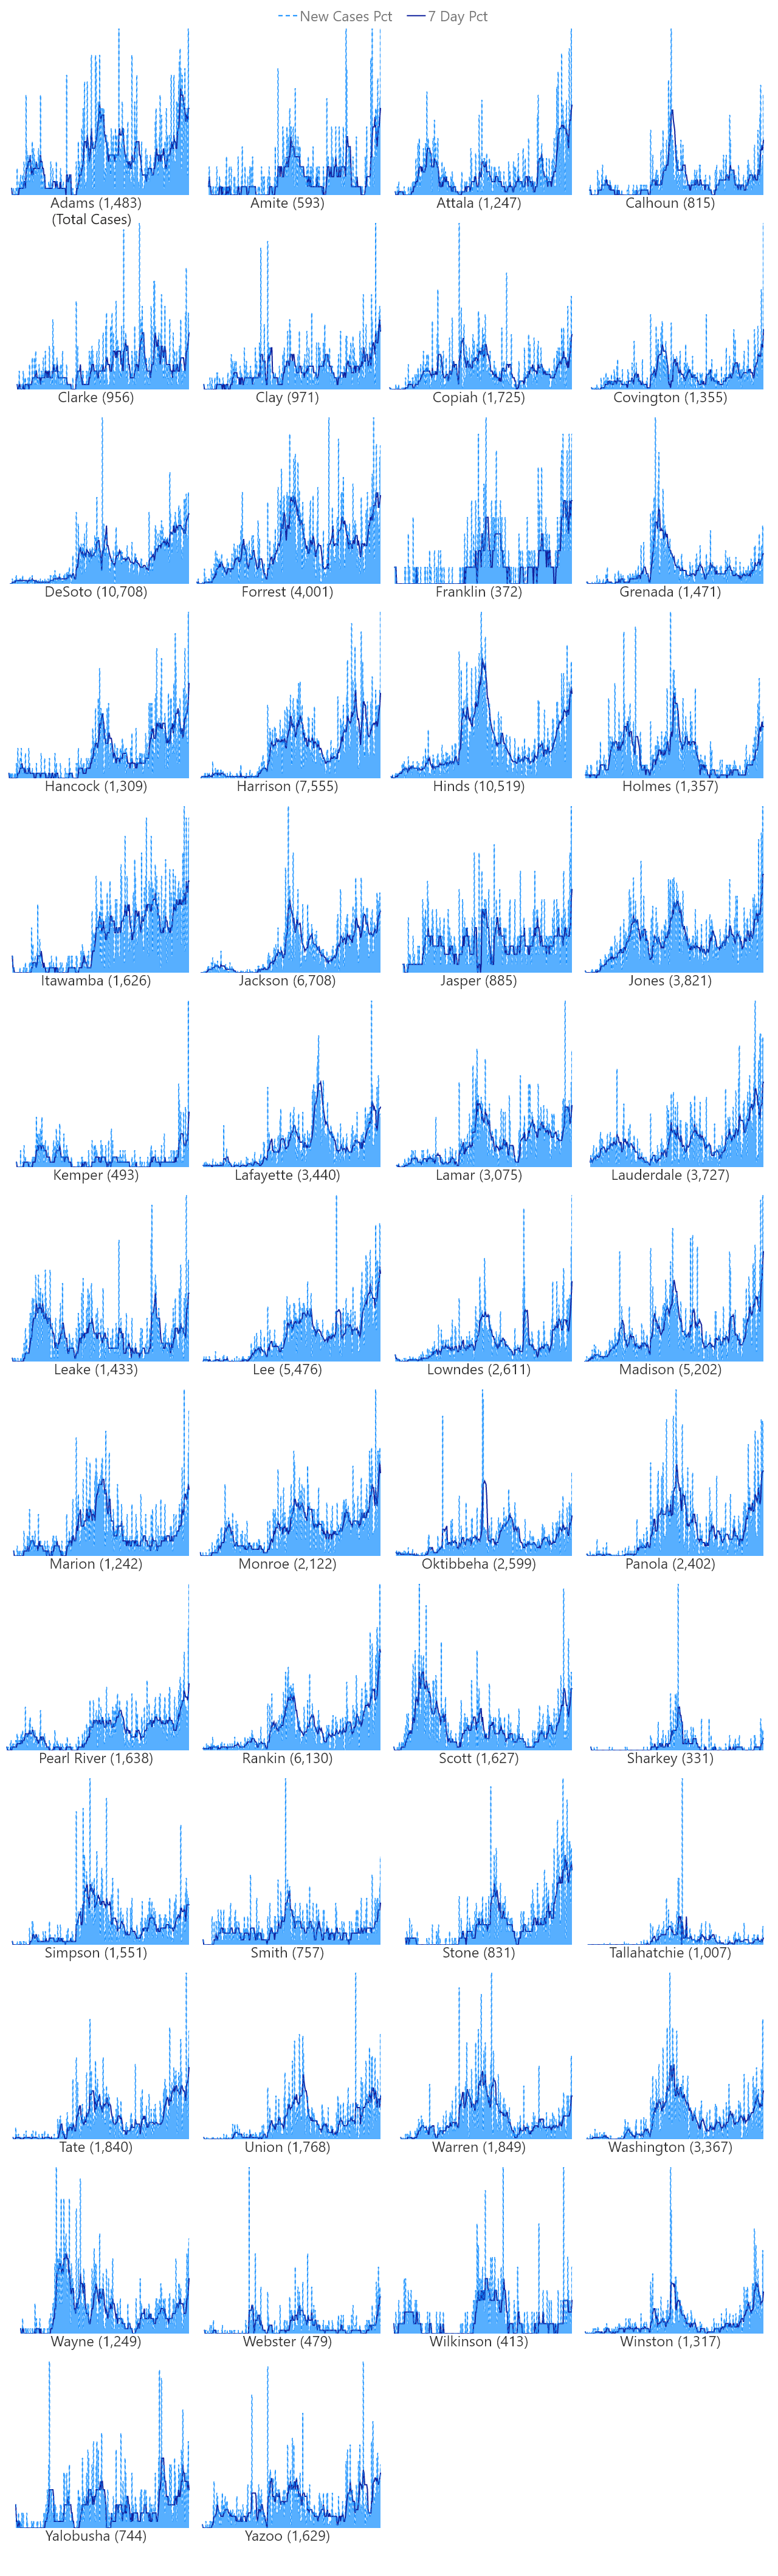 New Cases Pct 7 Day Pct
Adams (1,483) Amite (593) Attala (1,247) Calhoun (815)
(Total Cases)
Clarke (956) Clay (971) Copiah (1,725) Covington (1,355)
DeSoto (10,708) Forrest (4,001) Franklin (372) Grenada (1,471)
Hancock (1,309) Harrison (7,555) Hinds (10,519) Holmes (1,357)
Itawamba (1,626) Jackson (6,708) Jasper (885) Jones (3,821)
Kemper (493) Lafayette (3,440) Lamar (3,075) Lauderdale (3,727)
Leake (1,433) Lee (5,476) Lowndes (2,611) Madison (5,202)
Marion (1,242) Monroe (2,122) Oktibbeha (2,599) Panola (2,402)
Pearl River (1,638) Rankin (6,130) Scott (1,627) Sharkey (331)
Simpson (1,551) Smith (757) Stone (831) Tallahatchie (1,007)
Tate (1,840) Union (1,768) Warren (1,849) Washington (3,367)
Wayne (1,249) Webster (479) Wilkinson (413) Winston (1,317)
Yalobusha (744) Yazoo (1,629)